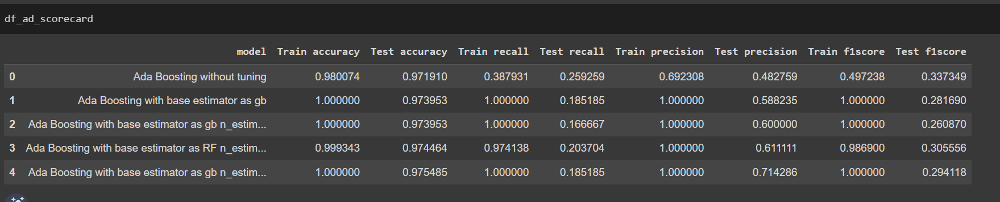 df_ad_scorecard
model Train accuracy Test accuracy Train recall Test recall Train precision Test precision Train f1score Test f1score
0 Ada Boosting without tuning 0.980074 0.971910 0.387931 0.259259 0.692308 0.482759 0.497238 0.337349
1 Ada Boosting with base estimator as gb 1.000000 0.973953 1.000000 0.185185 1.000000 0.588235 1.000000 0.281690
2 Ada Boosting with base estimator as gb n_estim... 1.000000 0.973953 1.000000 0.166667 1.000000 0.600000 1.000000 0.260870
3 Ada Boosting with base estimator as RF n_estim... 0.999343 0.974464 0.974138 0.203704 1.000000 0.611111 0.986900 0.305556
4 Ada Boosting with base estimator as gb n_estim... 1.000000 0.975485 1.000000 0.185185 1.000000 0.714286 1.000000 0.294118